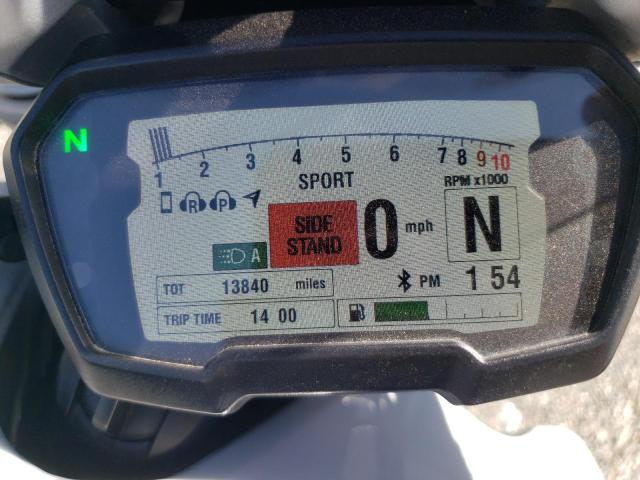 N
1 2 3 4 5 6 7 8 9 10
SPORT
RPM x1000
R P
SIDE
STAND
0 mph
N
A
TOT 13840 miles
PM 1 54
TRIP TIME 14 00